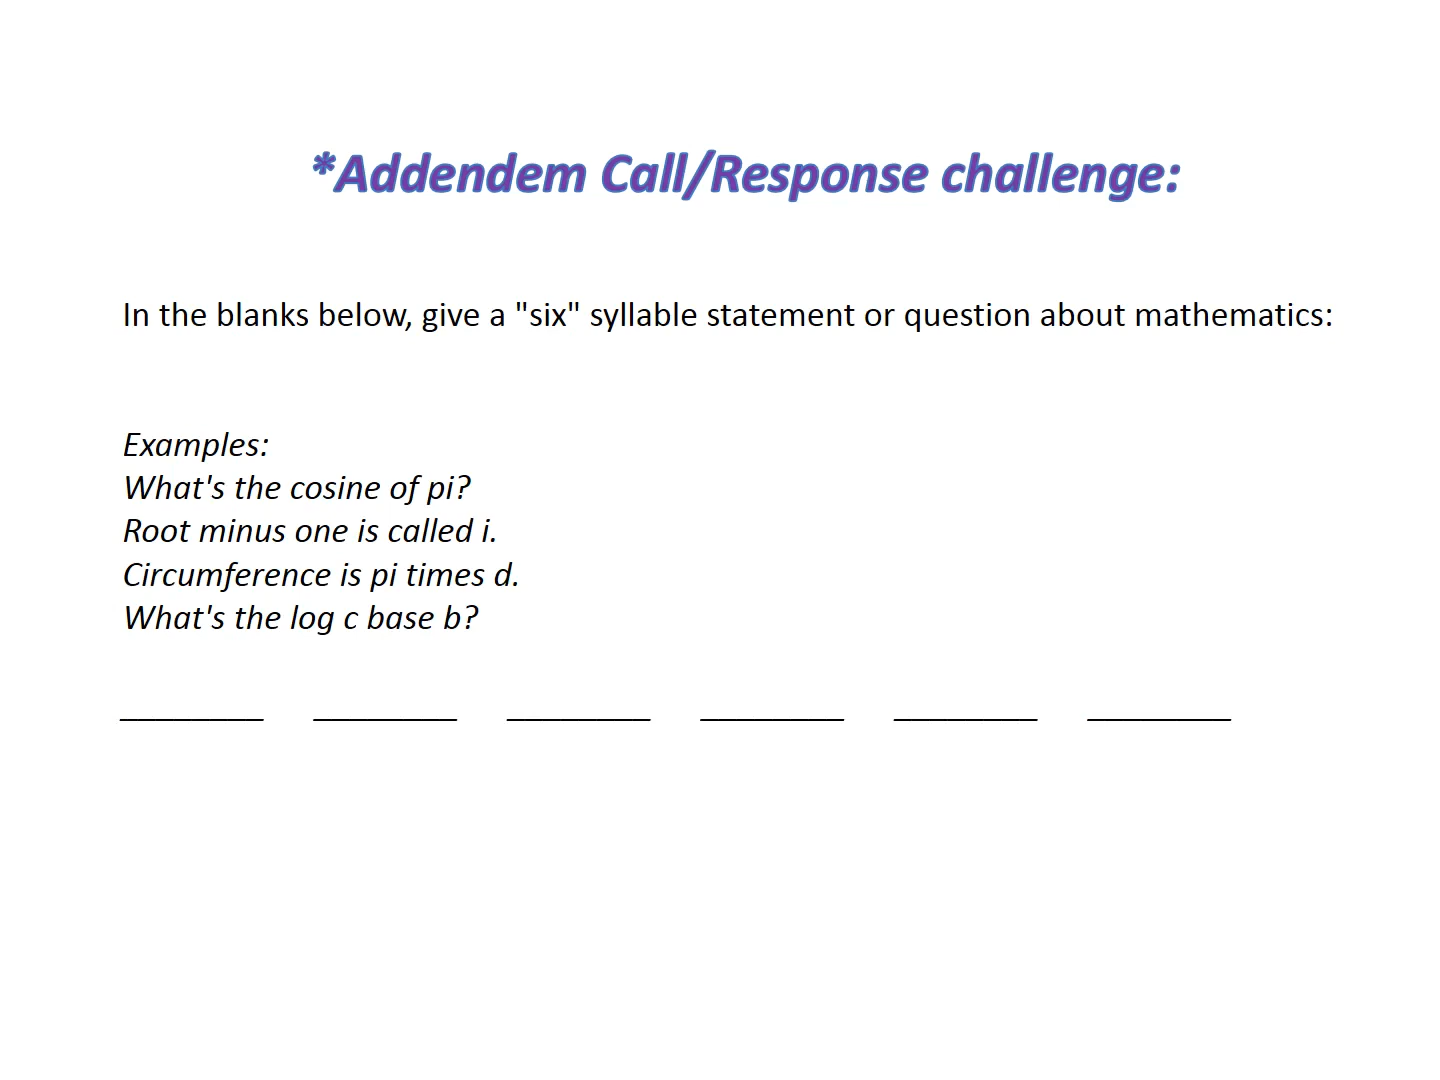 *Addendem Call/Response challenge:
In the blanks below, give a "six" syllable statement or question about mathematics:
Examples:
What's the cosine of pi?
Root minus one is called i.
Circumference is pi times d.
What's the log c base b?
________ ________ ________ ________ ________ ________